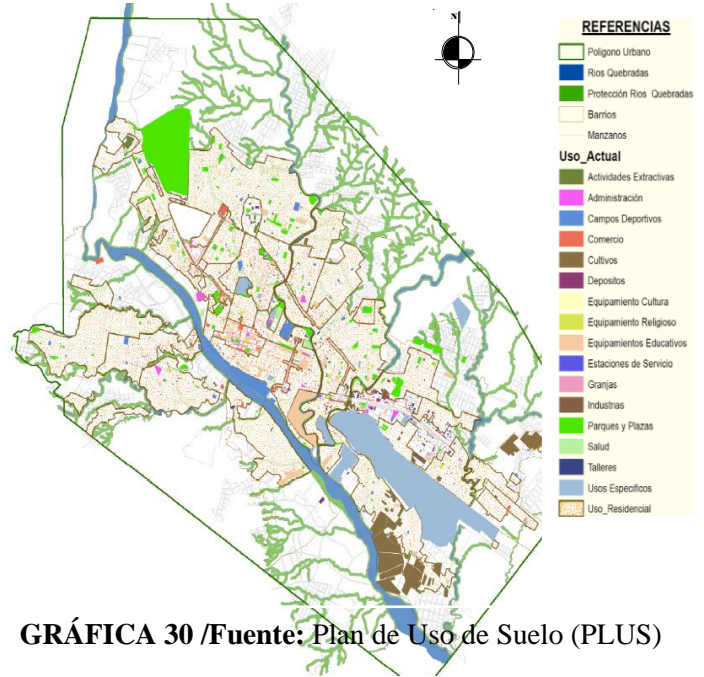 N
REFERENCIAS
Poligono Urbano
Rios Quebradas
Protección Rios Quebradas
Barrios
Manzanos
Uso_Actual
Actividades Extractivas
Administración
Campos Deportivos
Comercio
Cultivos
Depositos
Equipamiento Cultura
Equipamiento Religioso
Equipamientos Educativos
Estaciones de Servicio
Granjas
Industrias
Parques y Plazas
Salud
Talleres
Usos Especificos
Uso_Residencial
GRÁFICA 30 /Fuente: Plan de Uso de Suelo (PLUS)